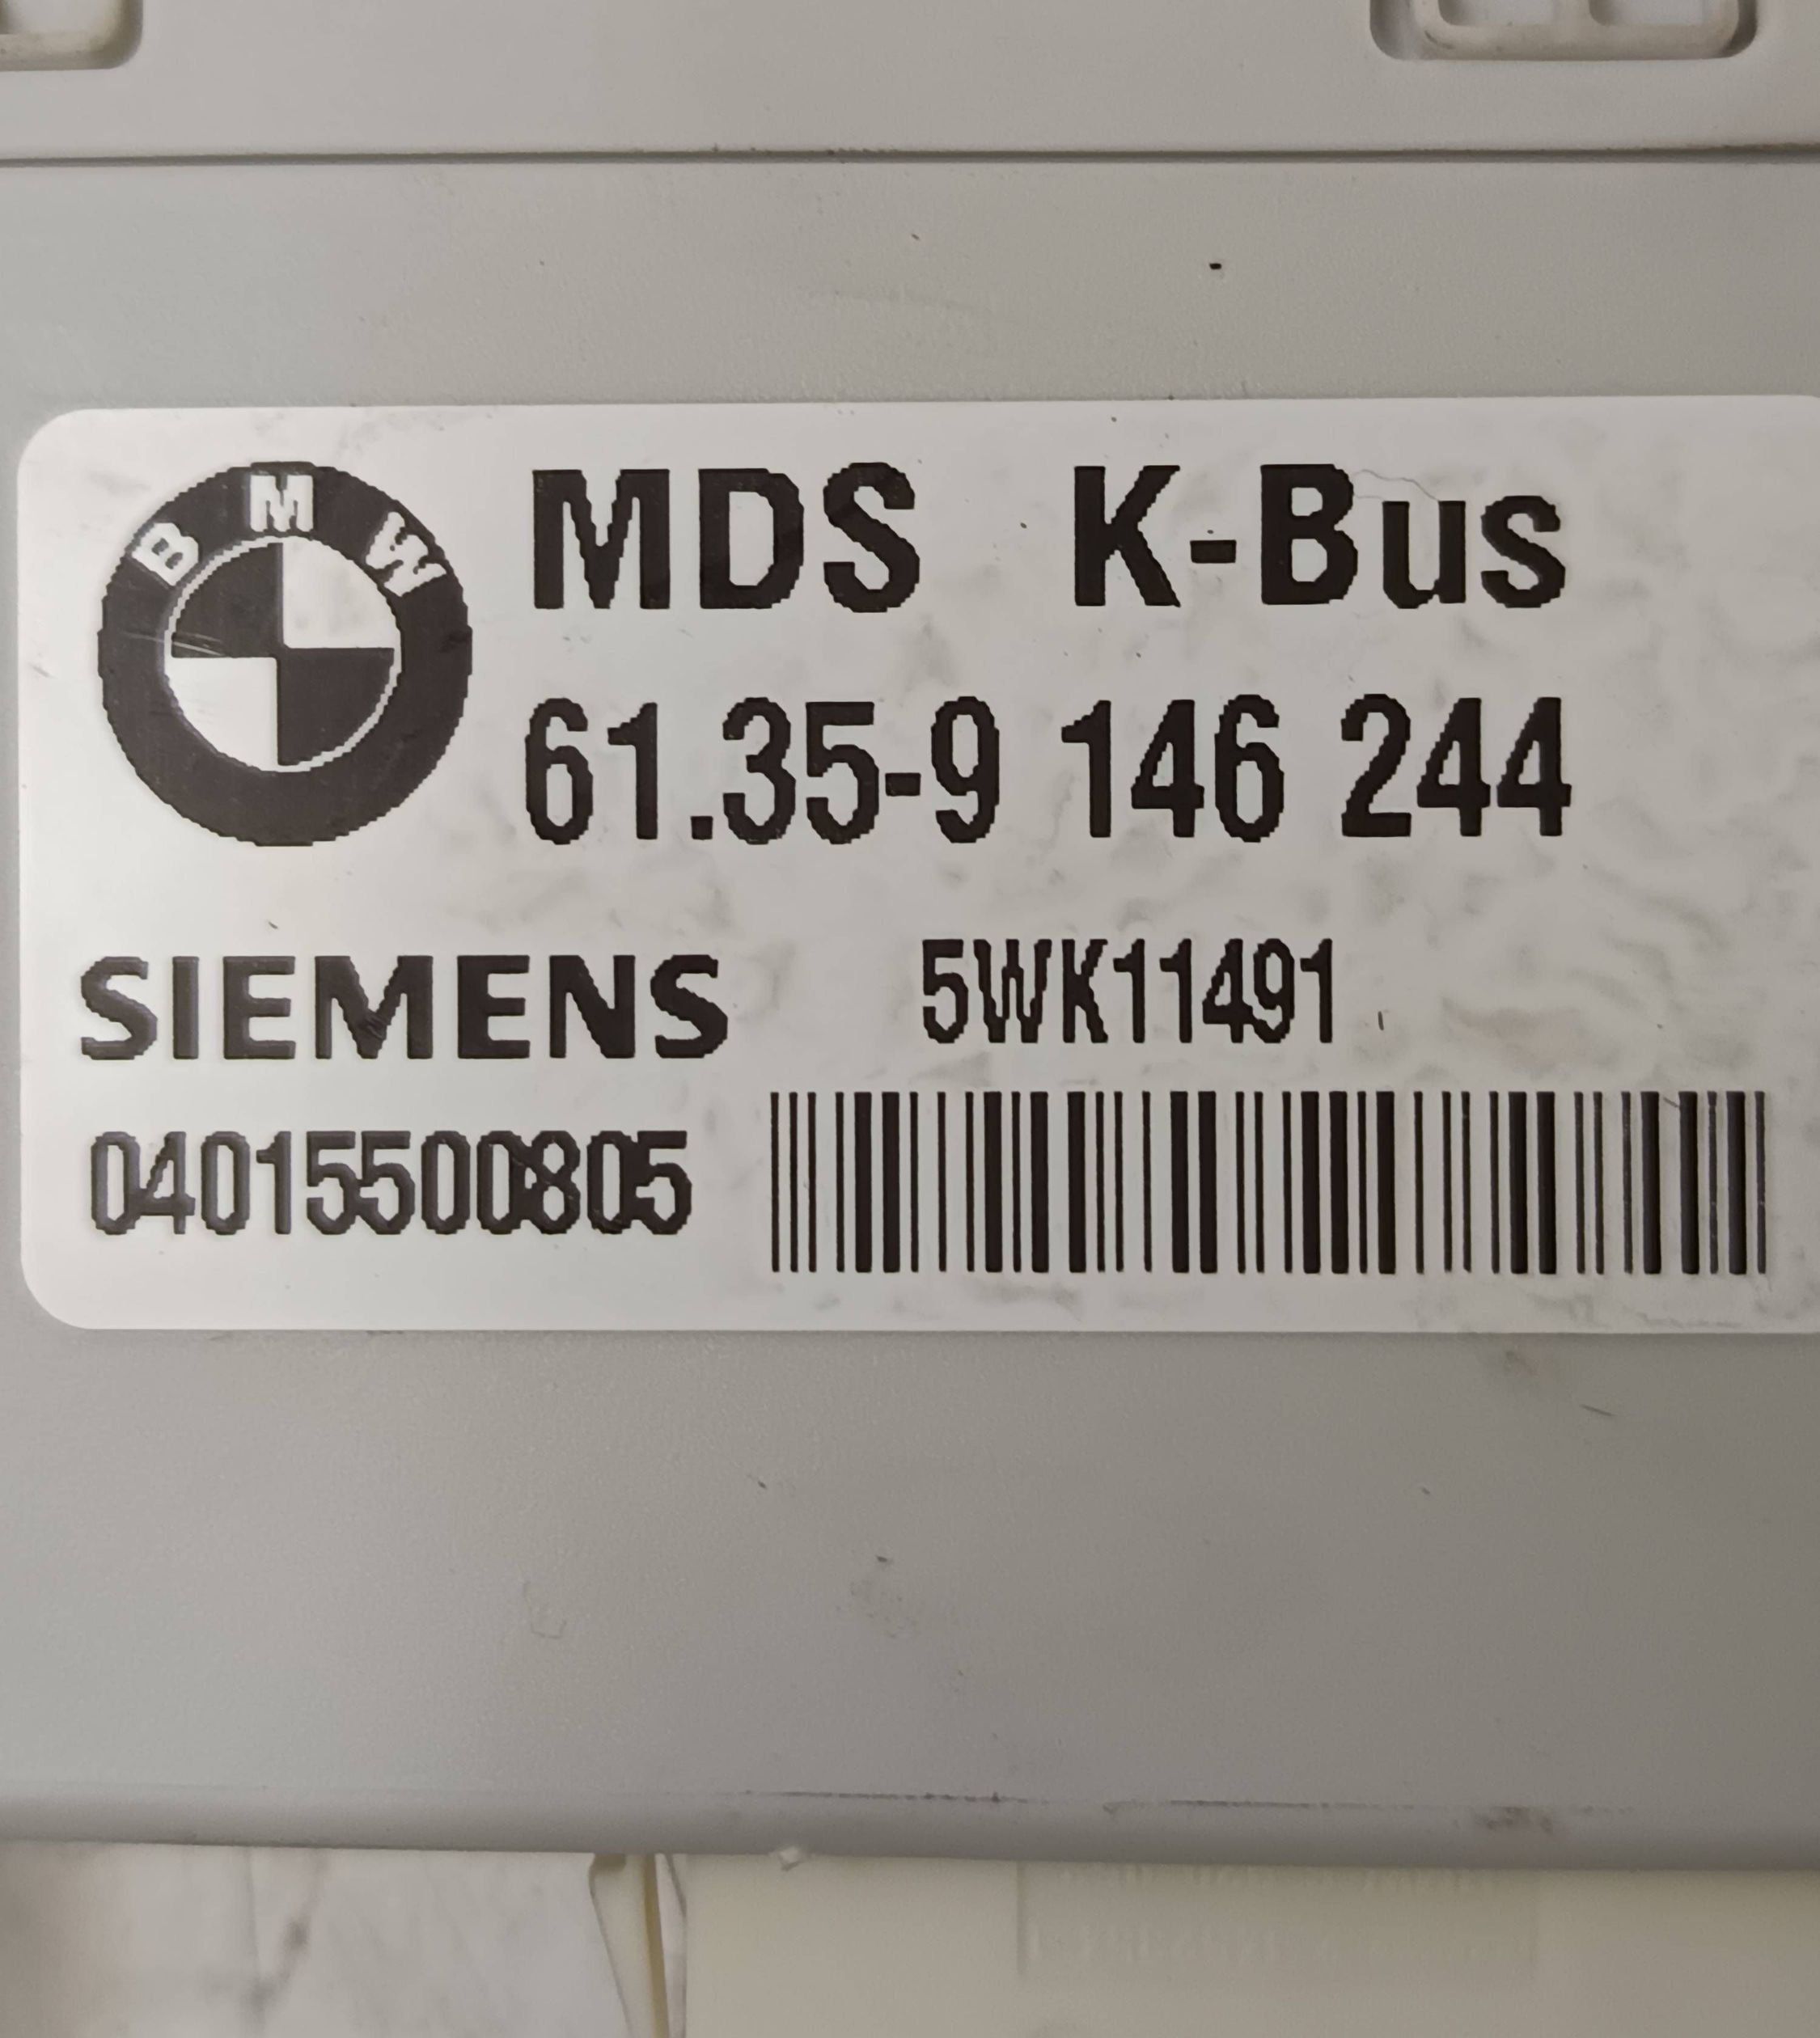 BMW
MDS K-Bus
61.35-9 146 244
SIEMENS 5WK11491
04015500805